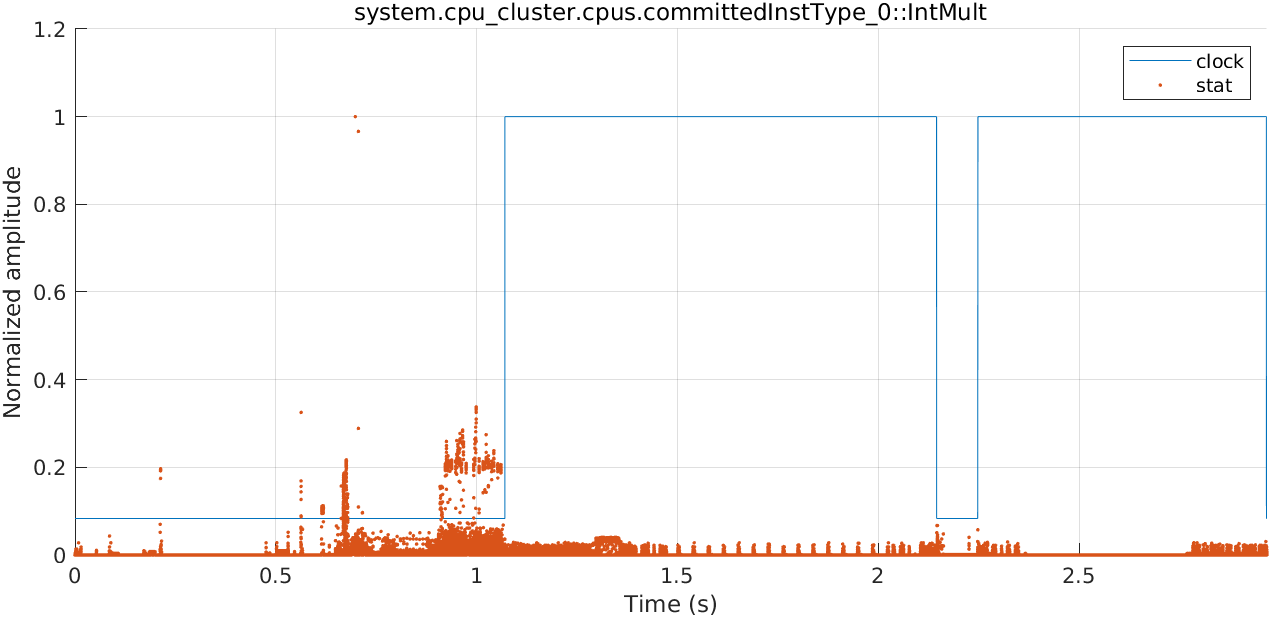 system.cpu_cluster.cpus.committedInstType_0::IntMult
1.2
1
0.8
0.6
0.4
0.2
0
Normalized amplitude
clock
stat
0 0.5 1 1.5 2 2.5
Time (s)